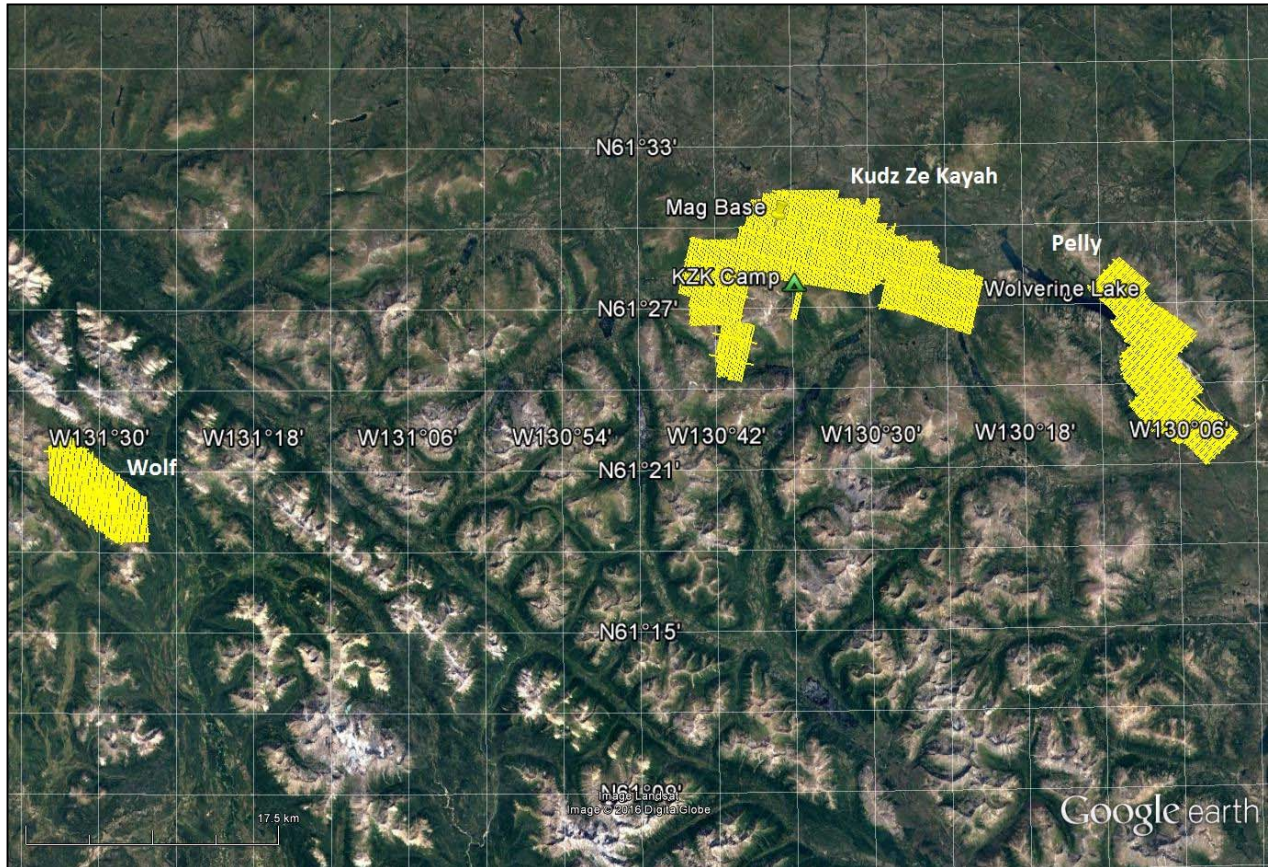 N61°33'
Kudz Ze Kayah
Mag Base
Pelly
KZK Camp
Wolverine Lake
N61°27'
W131°30'
W131°18'
W131°06'
W130°54'
W130°42'
W130°30'
W130°18'
W130°06'
Wolf
N61°21'
N61°15'
N61°09'
Image Landsat
Image © 2016 DigitalGlobe
Google earth
17.5 km